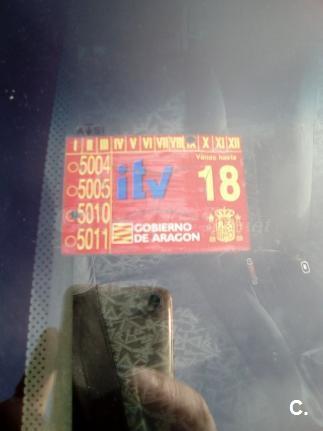 I II III IV V VI VII VIII IX X XI XII
5004
5005
5010
5011
itv
Válido hasta
18
GOBIERNO
DE ARAGON
C.